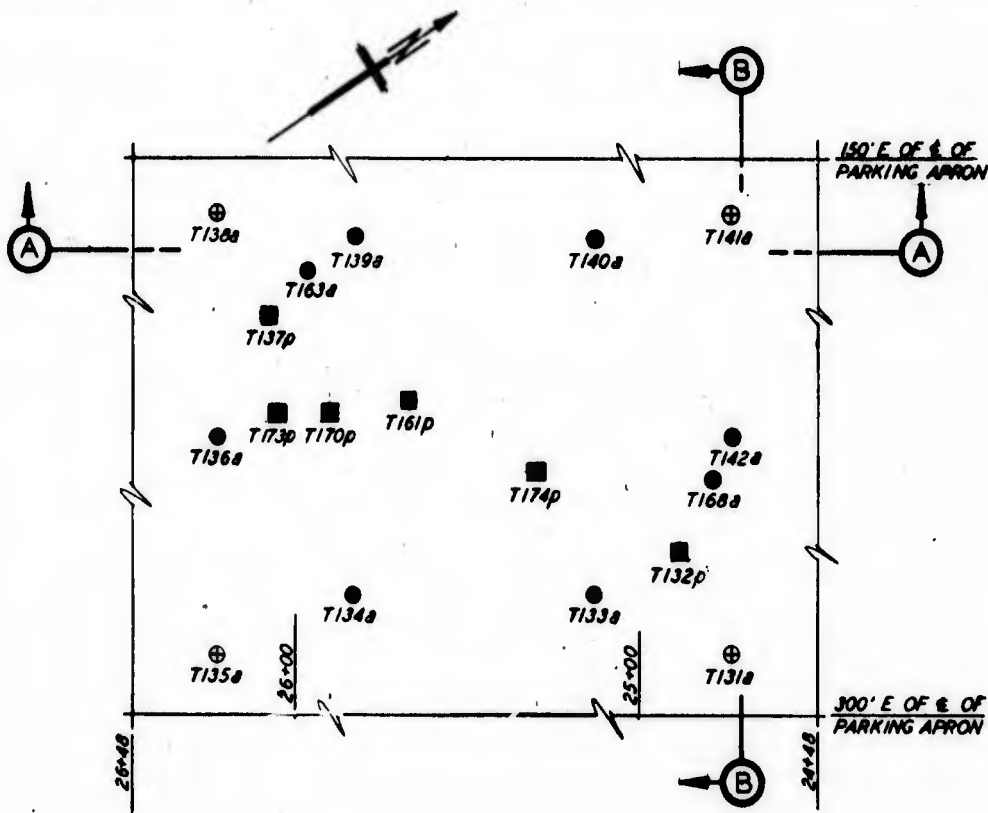 N
B
150' E OF ℄ OF
PARKING APRON
A
T138a
T139a
T140a
T141a
A
T163a
T137p
T161p
T173p
T170p
T136a
T142a
T174p
T168a
T132p
T134a
T133a
T135a
26+00
25+00
T131a
300' E OF ℄ OF
PARKING APRON
26+48
24+48
B